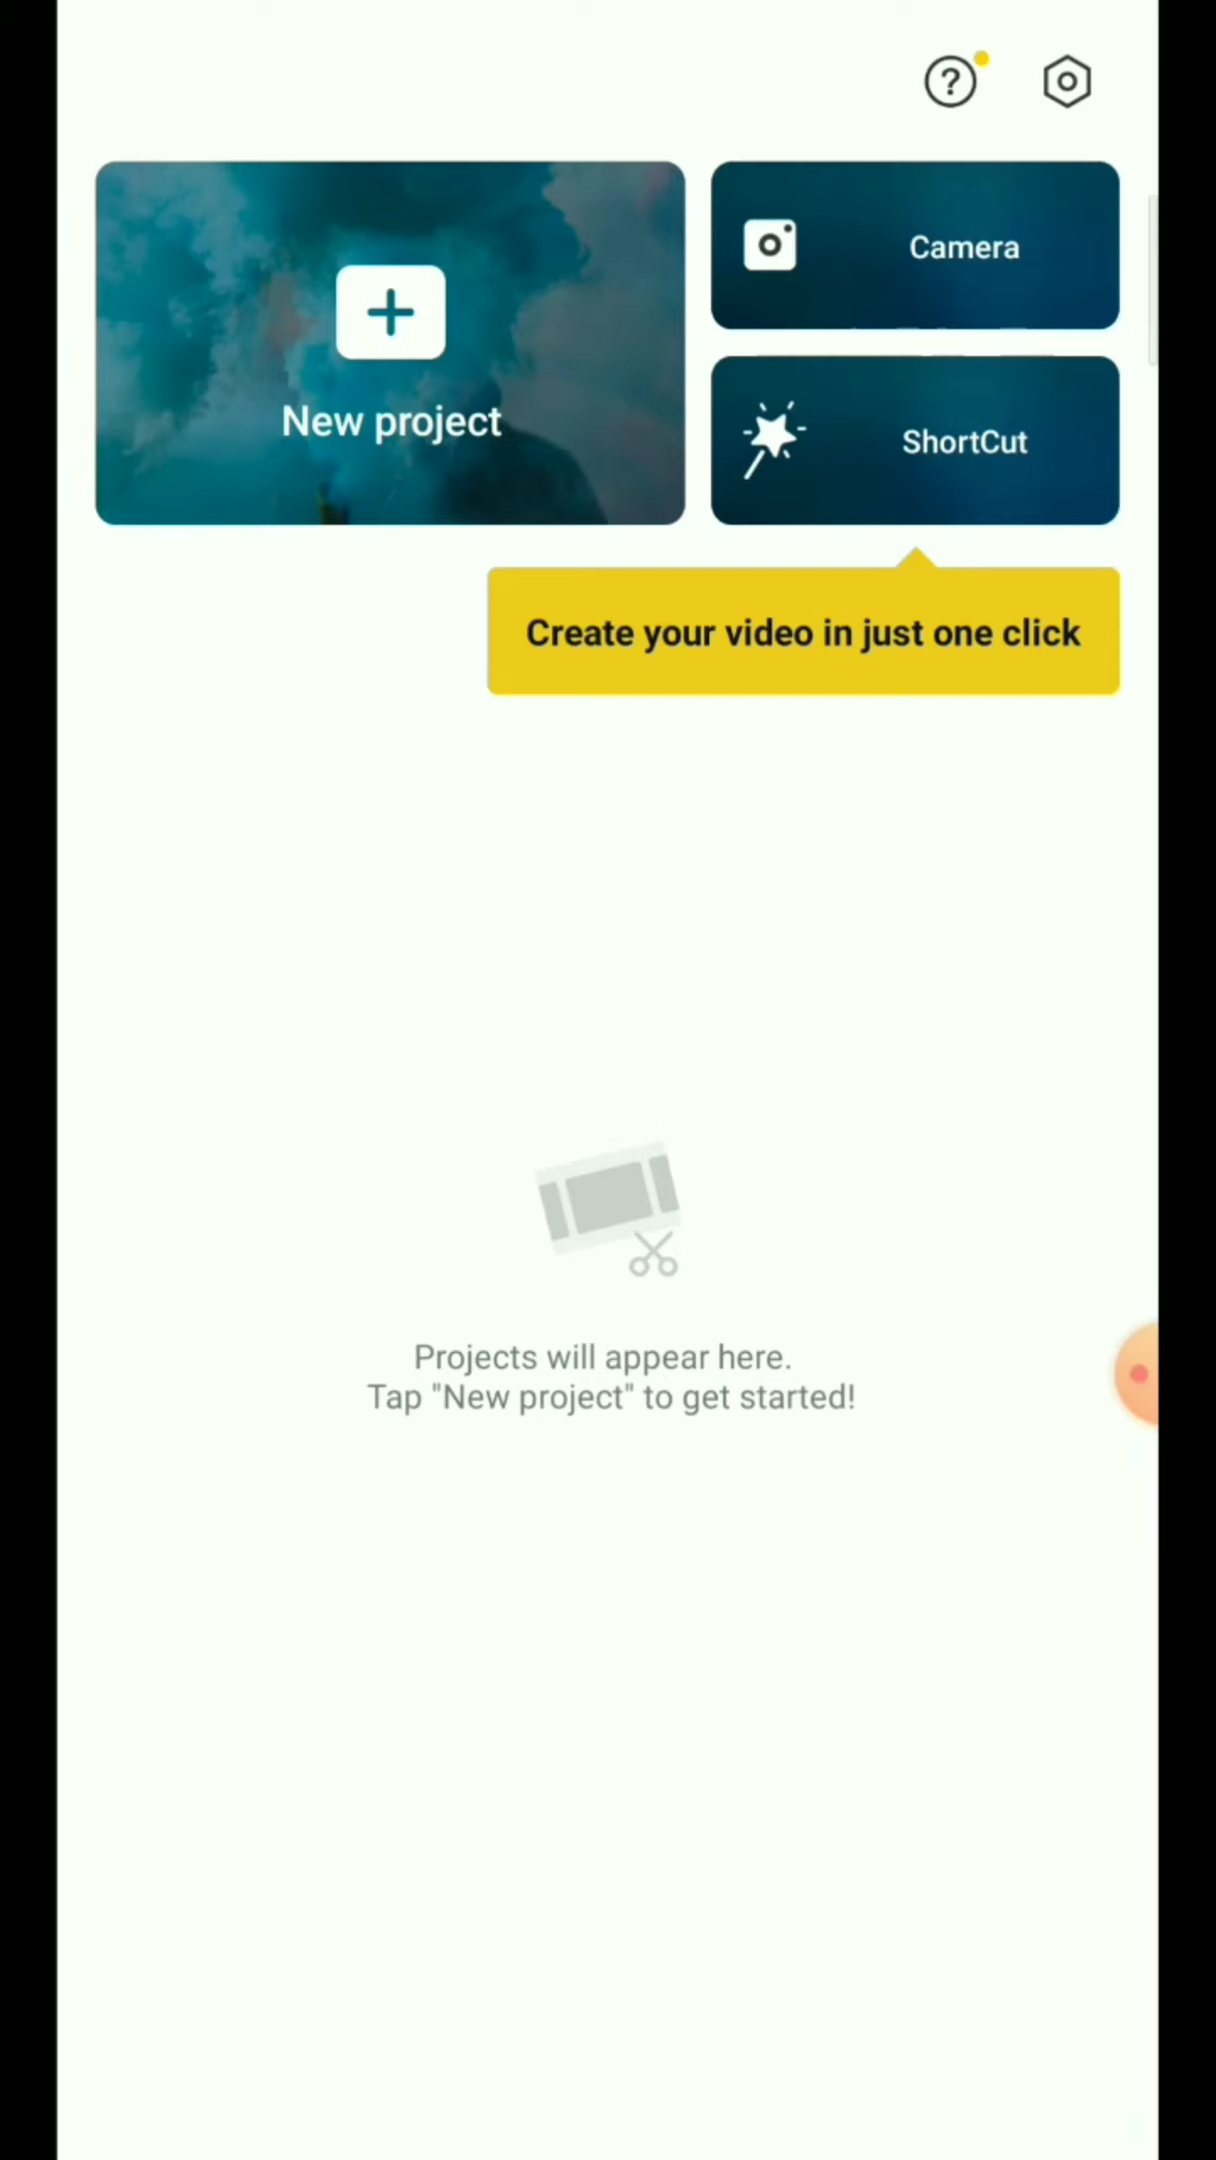 New project
Camera
ShortCut
Create your video in just one click
Projects will appear here.
Tap "New project" to get started!